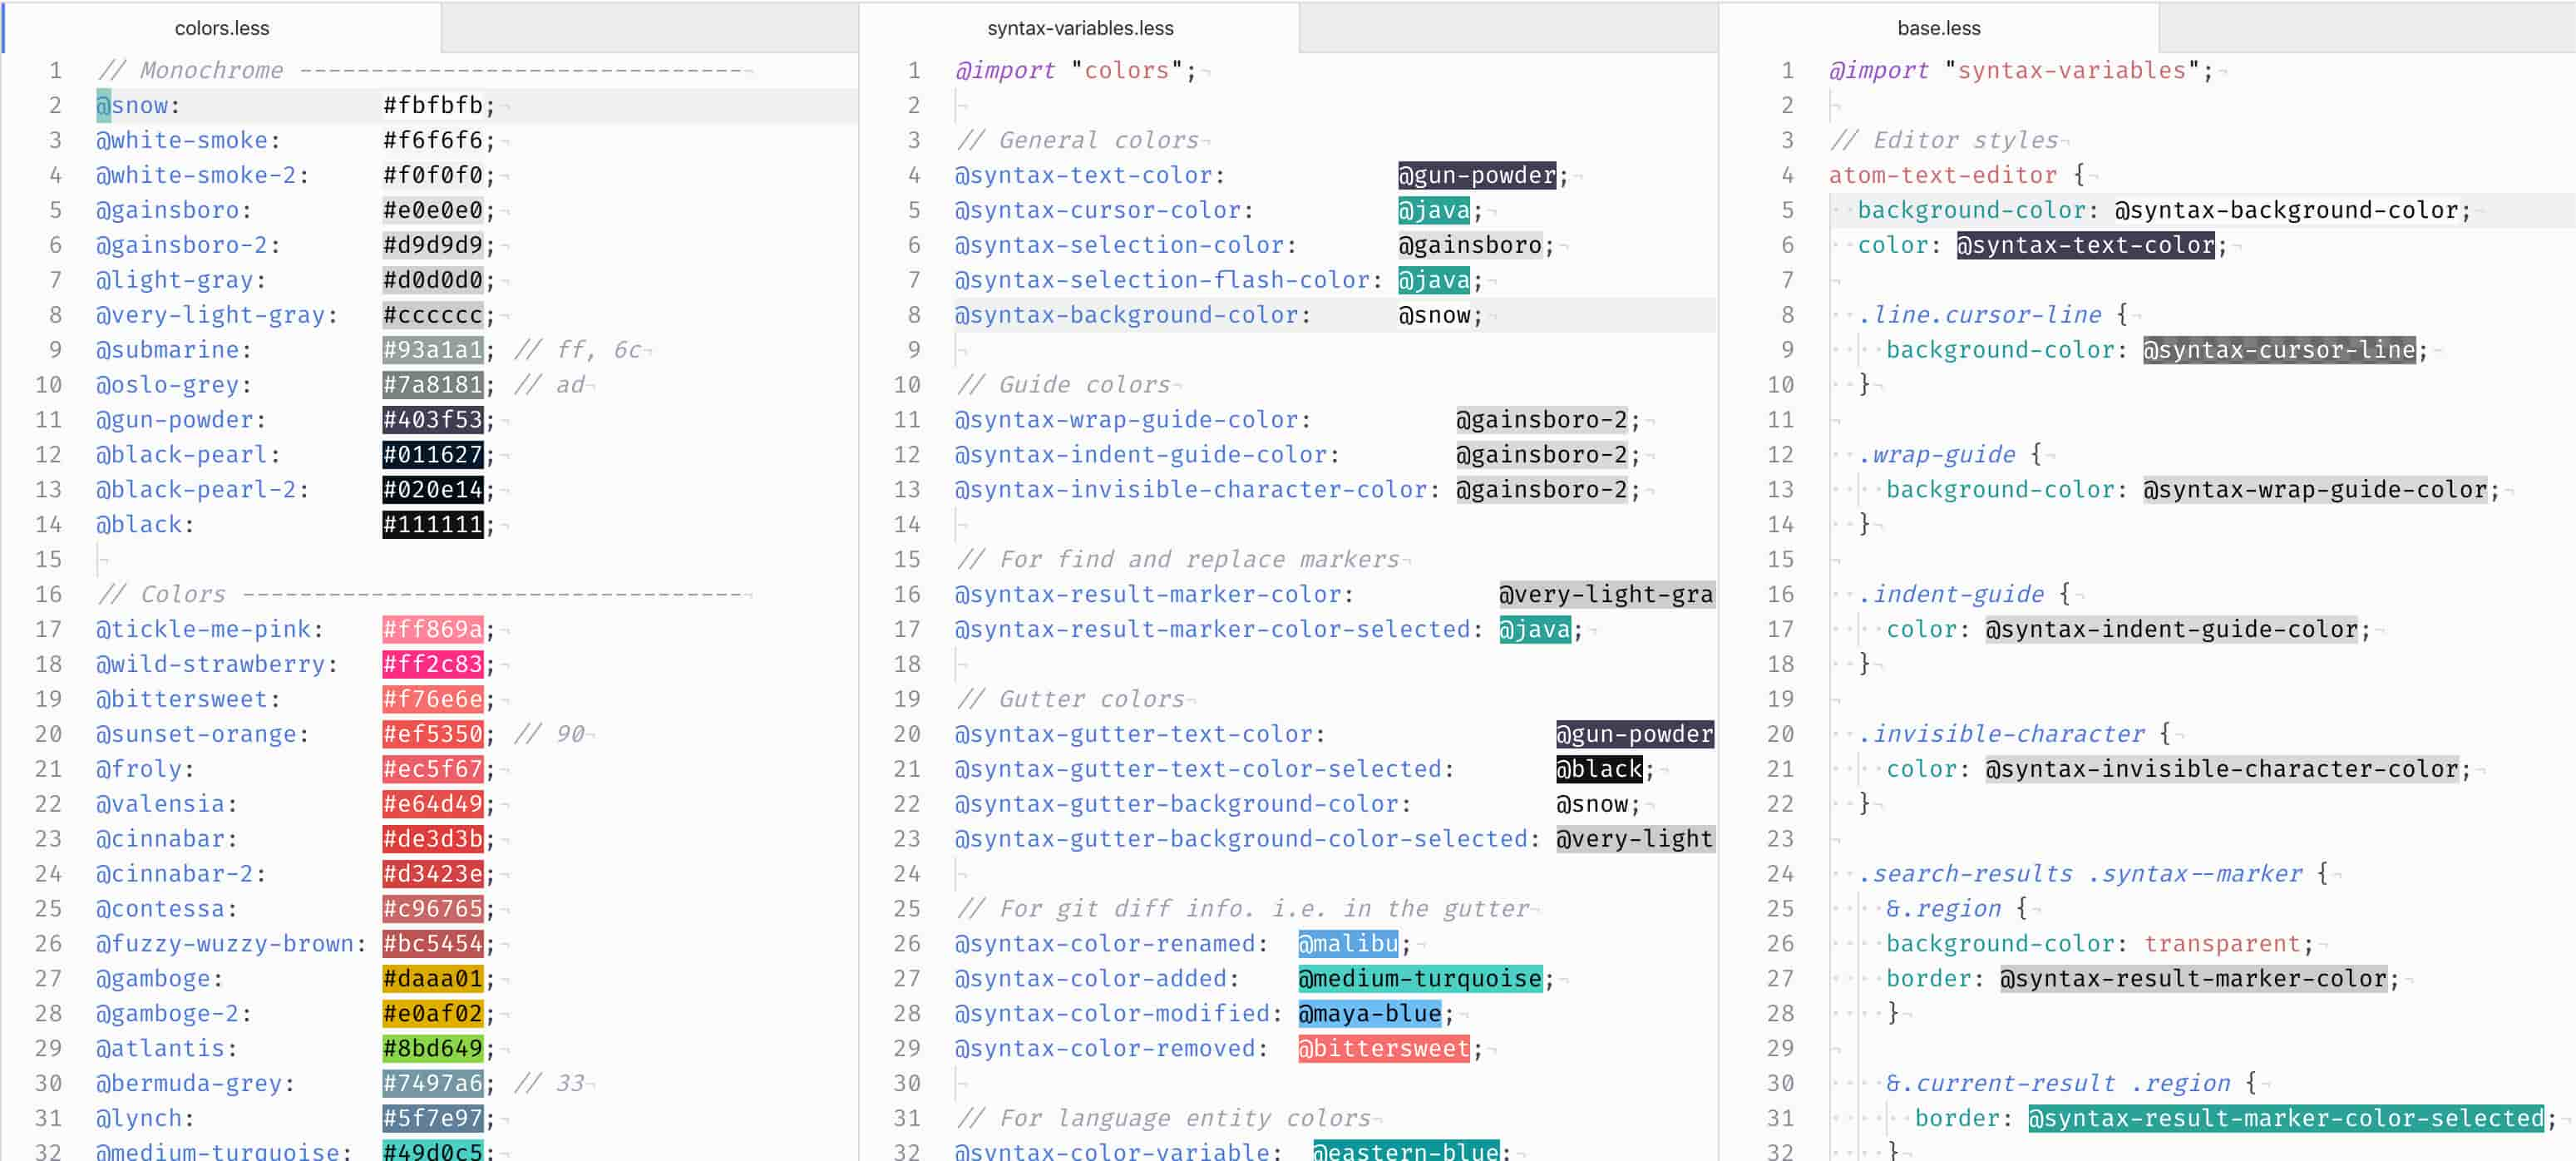 colors.less
1 // Monochrome -------------------------------
2 @snow: #fbfbfb;
3 @white-smoke: #f6f6f6;
4 @white-smoke-2: #f0f0f0;
5 @gainsboro: #e0e0e0;
6 @gainsboro-2: #d9d9d9;
7 @light-gray: #d0d0d0;
8 @very-light-gray: #cccccc;
9 @submarine: #93a1a1; // ff, 6c
10 @oslo-grey: #7a8181; // ad
11 @gun-powder: #403f53;
12 @black-pearl: #011627;
13 @black-pearl-2: #020e14;
14 @black: #111111;
15
16 // Colors -----------------------------------
17 @tickle-me-pink: #ff869a;
18 @wild-strawberry: #ff2c83;
19 @bittersweet: #f76e6e;
20 @sunset-orange: #ef5350; // 90
21 @froly: #ec5f67;
22 @valensia: #e64d49;
23 @cinnabar: #de3d3b;
24 @cinnabar-2: #d3423e;
25 @contessa: #c96765;
26 @fuzzy-wuzzy-brown: #bc5454;
27 @gamboge: #daaa01;
28 @gamboge-2: #e0af02;
29 @atlantis: #8bd649;
30 @bermuda-grey: #7497a6; // 33
31 @lynch: #5f7e97;
32 @medium-turquoise: #49d0c5;
syntax-variables.less
1 @import "colors";
2
3 // General colors
4 @syntax-text-color: @gun-powder;
5 @syntax-cursor-color: @java;
6 @syntax-selection-color: @gainsboro;
7 @syntax-selection-flash-color: @java;
8 @syntax-background-color: @snow;
9
10 // Guide colors
11 @syntax-wrap-guide-color: @gainsboro-2;
12 @syntax-indent-guide-color: @gainsboro-2;
13 @syntax-invisible-character-color: @gainsboro-2;
14
15 // For find and replace markers
16 @syntax-result-marker-color: @very-light-gra
17 @syntax-result-marker-color-selected: @java;
18
19 // Gutter colors
20 @syntax-gutter-text-color: @gun-powder
21 @syntax-gutter-text-color-selected: @black;
22 @syntax-gutter-background-color: @snow;
23 @syntax-gutter-background-color-selected: @very-light
24
25 // For git diff info. i.e. in the gutter
26 @syntax-color-renamed: @malibu;
27 @syntax-color-added: @medium-turquoise;
28 @syntax-color-modified: @maya-blue;
29 @syntax-color-removed: @bittersweet;
30
31 // For language entity colors
32 @syntax-color-variable: @eastern-blue;
base.less
1 @import "syntax-variables";
2
3 // Editor styles
4 atom-text-editor {
5 background-color: @syntax-background-color;
6 color: @syntax-text-color;
7
8 .line.cursor-line {
9 background-color: @syntax-cursor-line;
10 }
11
12 .wrap-guide {
13 background-color: @syntax-wrap-guide-color;
14 }
15
16 .indent-guide {
17 color: @syntax-indent-guide-color;
18 }
19
20 .invisible-character {
21 color: @syntax-invisible-character-color;
22 }
23
24 .search-results .syntax--marker {
25 &.region {
26 background-color: transparent;
27 border: @syntax-result-marker-color;
28 }
29
30 &.current-result .region {
31 border: @syntax-result-marker-color-selected;
32 }